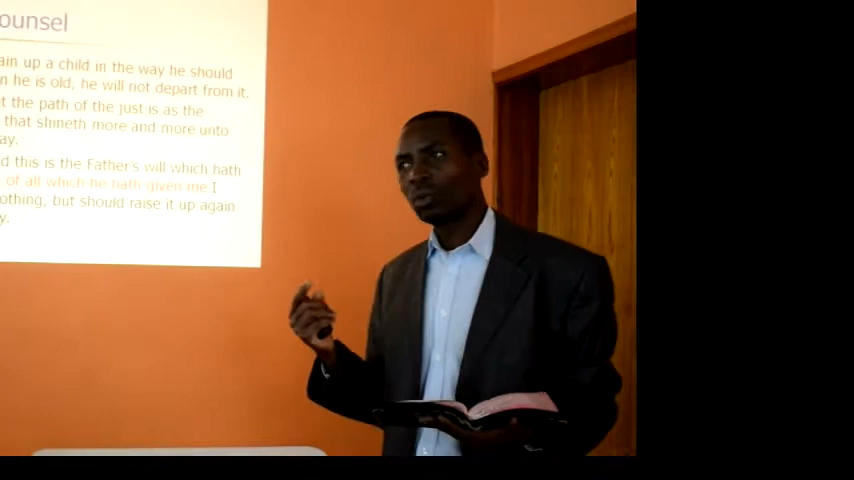 ounsel
ain up a child in the way he should
n he is old, he will not depart from it.
t the path of the just is as the
that shineth more and more unto
ay.
d this is the Father's will which hath
of all which he hath given me I
othing, but should raise it up again
y.